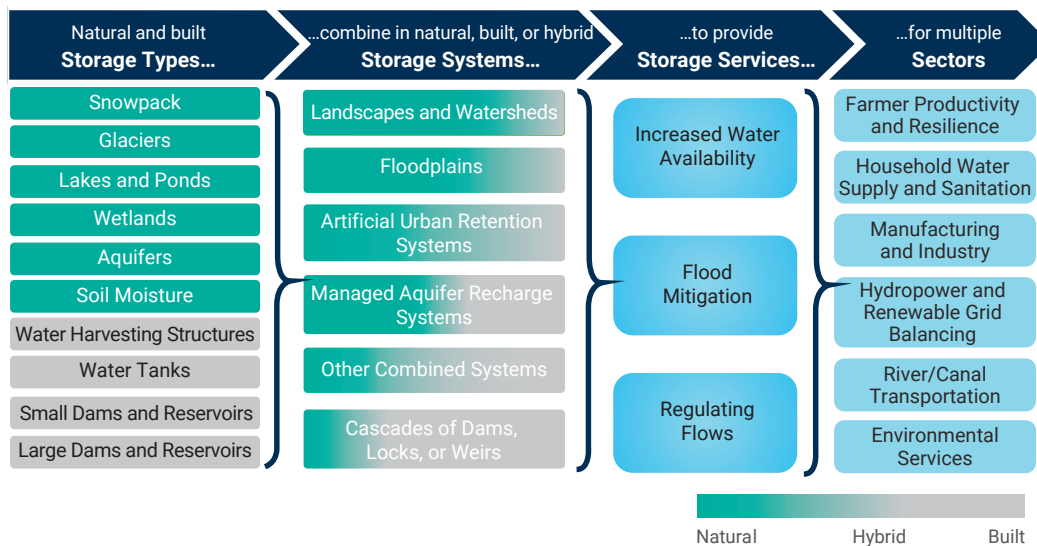 Natural and built
Storage Types...
...combine in natural, built, or hybrid
Storage Systems...
...to provide
Storage Services...
...for multiple
Sectors
Snowpack
Glaciers
Lakes and Ponds
Wetlands
Aquifers
Soil Moisture
Water Harvesting Structures
Water Tanks
Small Dams and Reservoirs
Large Dams and Reservoirs
Landscapes and Watersheds
Floodplains
Artificial Urban Retention
Systems
Managed Aquifer Recharge
Systems
Other Combined Systems
Cascades of Dams,
Locks, or Weirs
Increased Water
Availability
Flood
Mitigation
Regulating
Flows
Farmer Productivity
and Resilience
Household Water
Supply and Sanitation
Manufacturing
and Industry
Hydropower and
Renewable Grid
Balancing
River/Canal
Transportation
Environmental
Services
Natural
Hybrid
Built